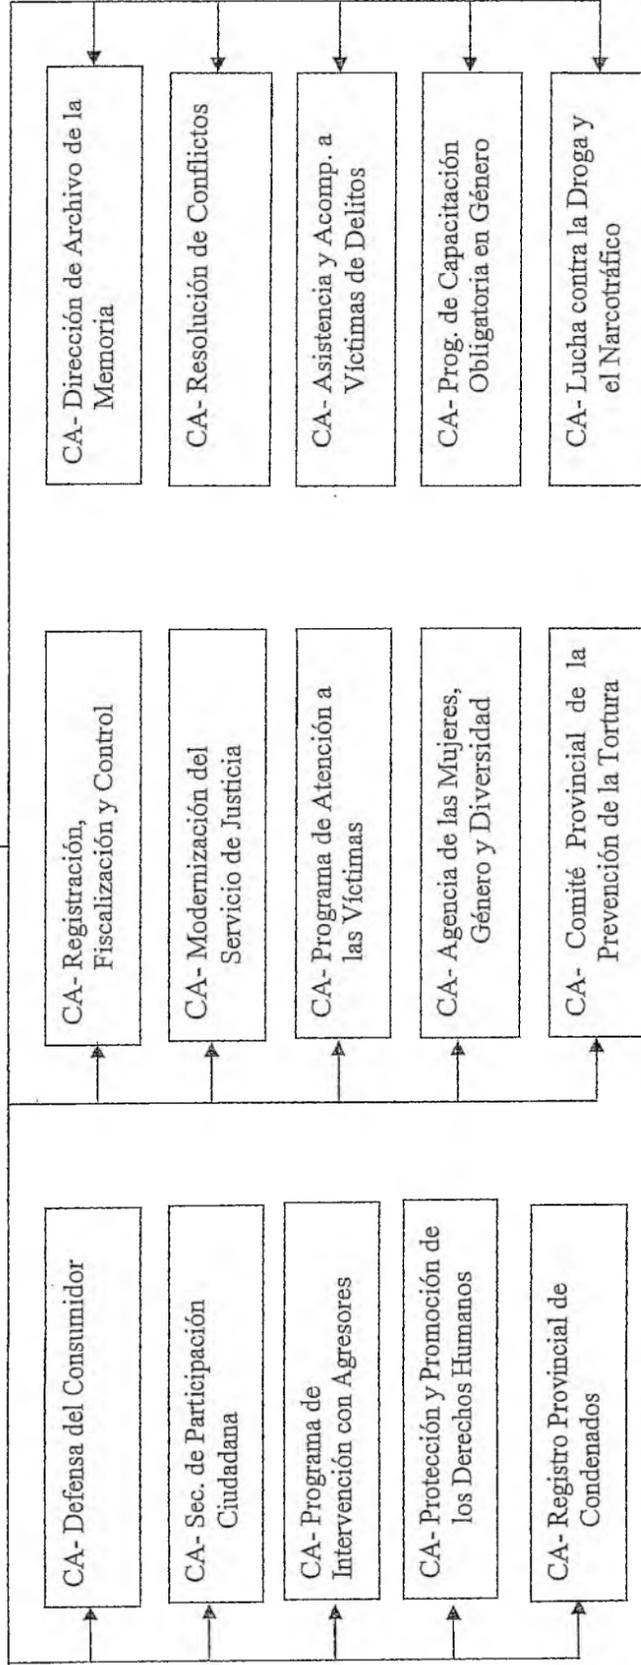 CA- Defensa del Consumidor
CA- Sec. de Participación
Ciudadana
CA- Programa de
Intervención con Agresores
CA- Protección y Promoción de
los Derechos Humanos
CA- Registro Provincial de
Condenados
CA- Registración,
Fiscalización y Control
CA- Modernización del
Servicio de Justicia
CA- Programa de Atención a
las Víctimas
CA- Agencia de las Mujeres,
Género y Diversidad
CA- Comité Provincial de la
Prevención de la Tortura
CA- Dirección de Archivo de la
Memoria
CA- Resolución de Conflictos
CA- Asistencia y Acomp. a
Víctimas de Delitos
CA- Prog. de Capacitación
Obligatoria en Género
CA- Lucha contra la Droga y
el Narcotráfico